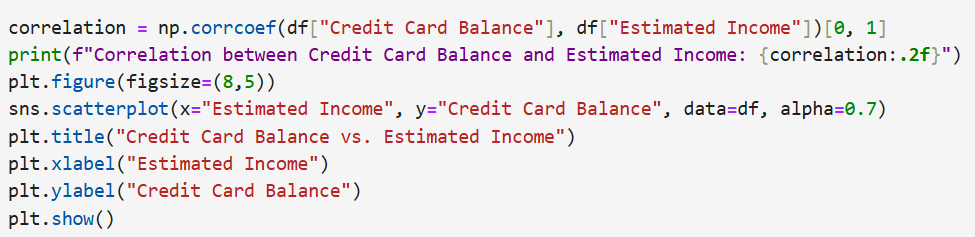 correlation = np.corrcoef(df["Credit Card Balance"], df["Estimated Income"])[0, 1]
print(f"Correlation between Credit Card Balance and Estimated Income: {correlation:.2f}")
plt.figure(figsize=(8,5))
sns.scatterplot(x="Estimated Income", y="Credit Card Balance", data=df, alpha=0.7)
plt.title("Credit Card Balance vs. Estimated Income")
plt.xlabel("Estimated Income")
plt.ylabel("Credit Card Balance")
plt.show()